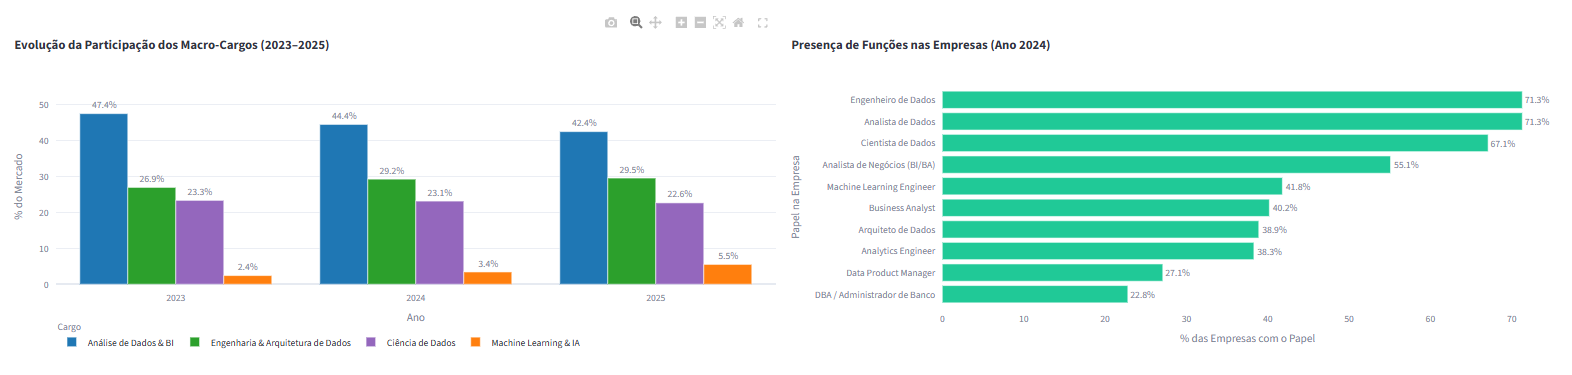 Evolução da Participação dos Macro-Cargos (2023–2025)
% do Mercado
50
40
30
20
10
0
47.4%
26.9%
23.3%
2.4%
44.4%
29.2%
23.1%
3.4%
42.4%
29.5%
22.6%
5.5%
2023
2024
2025
Ano
Cargo
Análise de Dados & BI
Engenharia & Arquitetura de Dados
Ciência de Dados
Machine Learning & IA
Presença de Funções nas Empresas (Ano 2024)
Papel na Empresa
Engenheiro de Dados 71.3%
Analista de Dados 71.3%
Cientista de Dados 67.1%
Analista de Negócios (BI/BA) 55.1%
Machine Learning Engineer 41.8%
Business Analyst 40.2%
Arquiteto de Dados 38.9%
Analytics Engineer 38.3%
Data Product Manager 27.1%
DBA / Administrador de Banco 22.8%
0 10 20 30 40 50 60 70
% das Empresas com o Papel